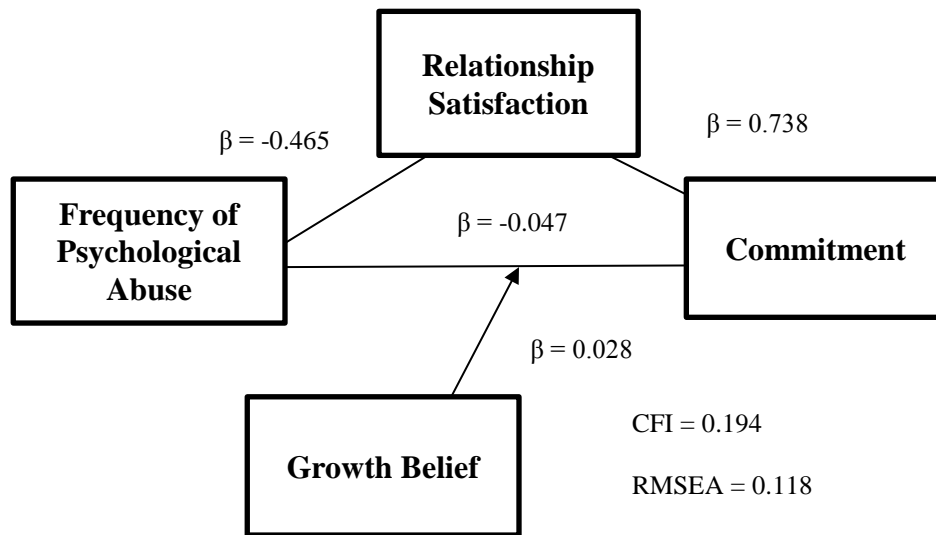 Relationship
Satisfaction
β = -0.465
β = 0.738
Frequency of
Psychological
Abuse
β = -0.047
Commitment
β = 0.028
Growth Belief
CFI = 0.194
RMSEA = 0.118